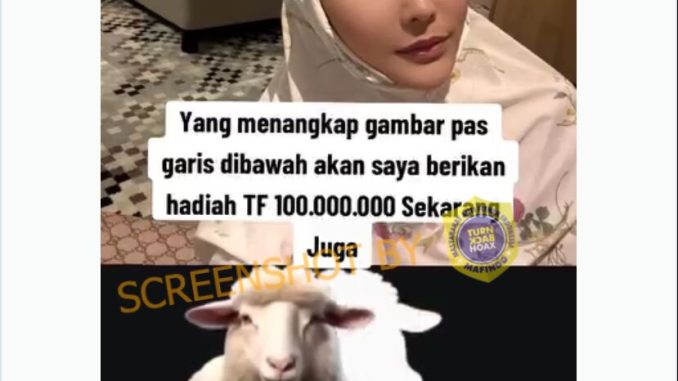 Yang menangkap gambar pas
garis dibawah akan saya berikan
hadiah TF 100.000.000 Sekarang
Juga
SCREENSHOT BY
TURN
BACK
HOAX
MAFINDO